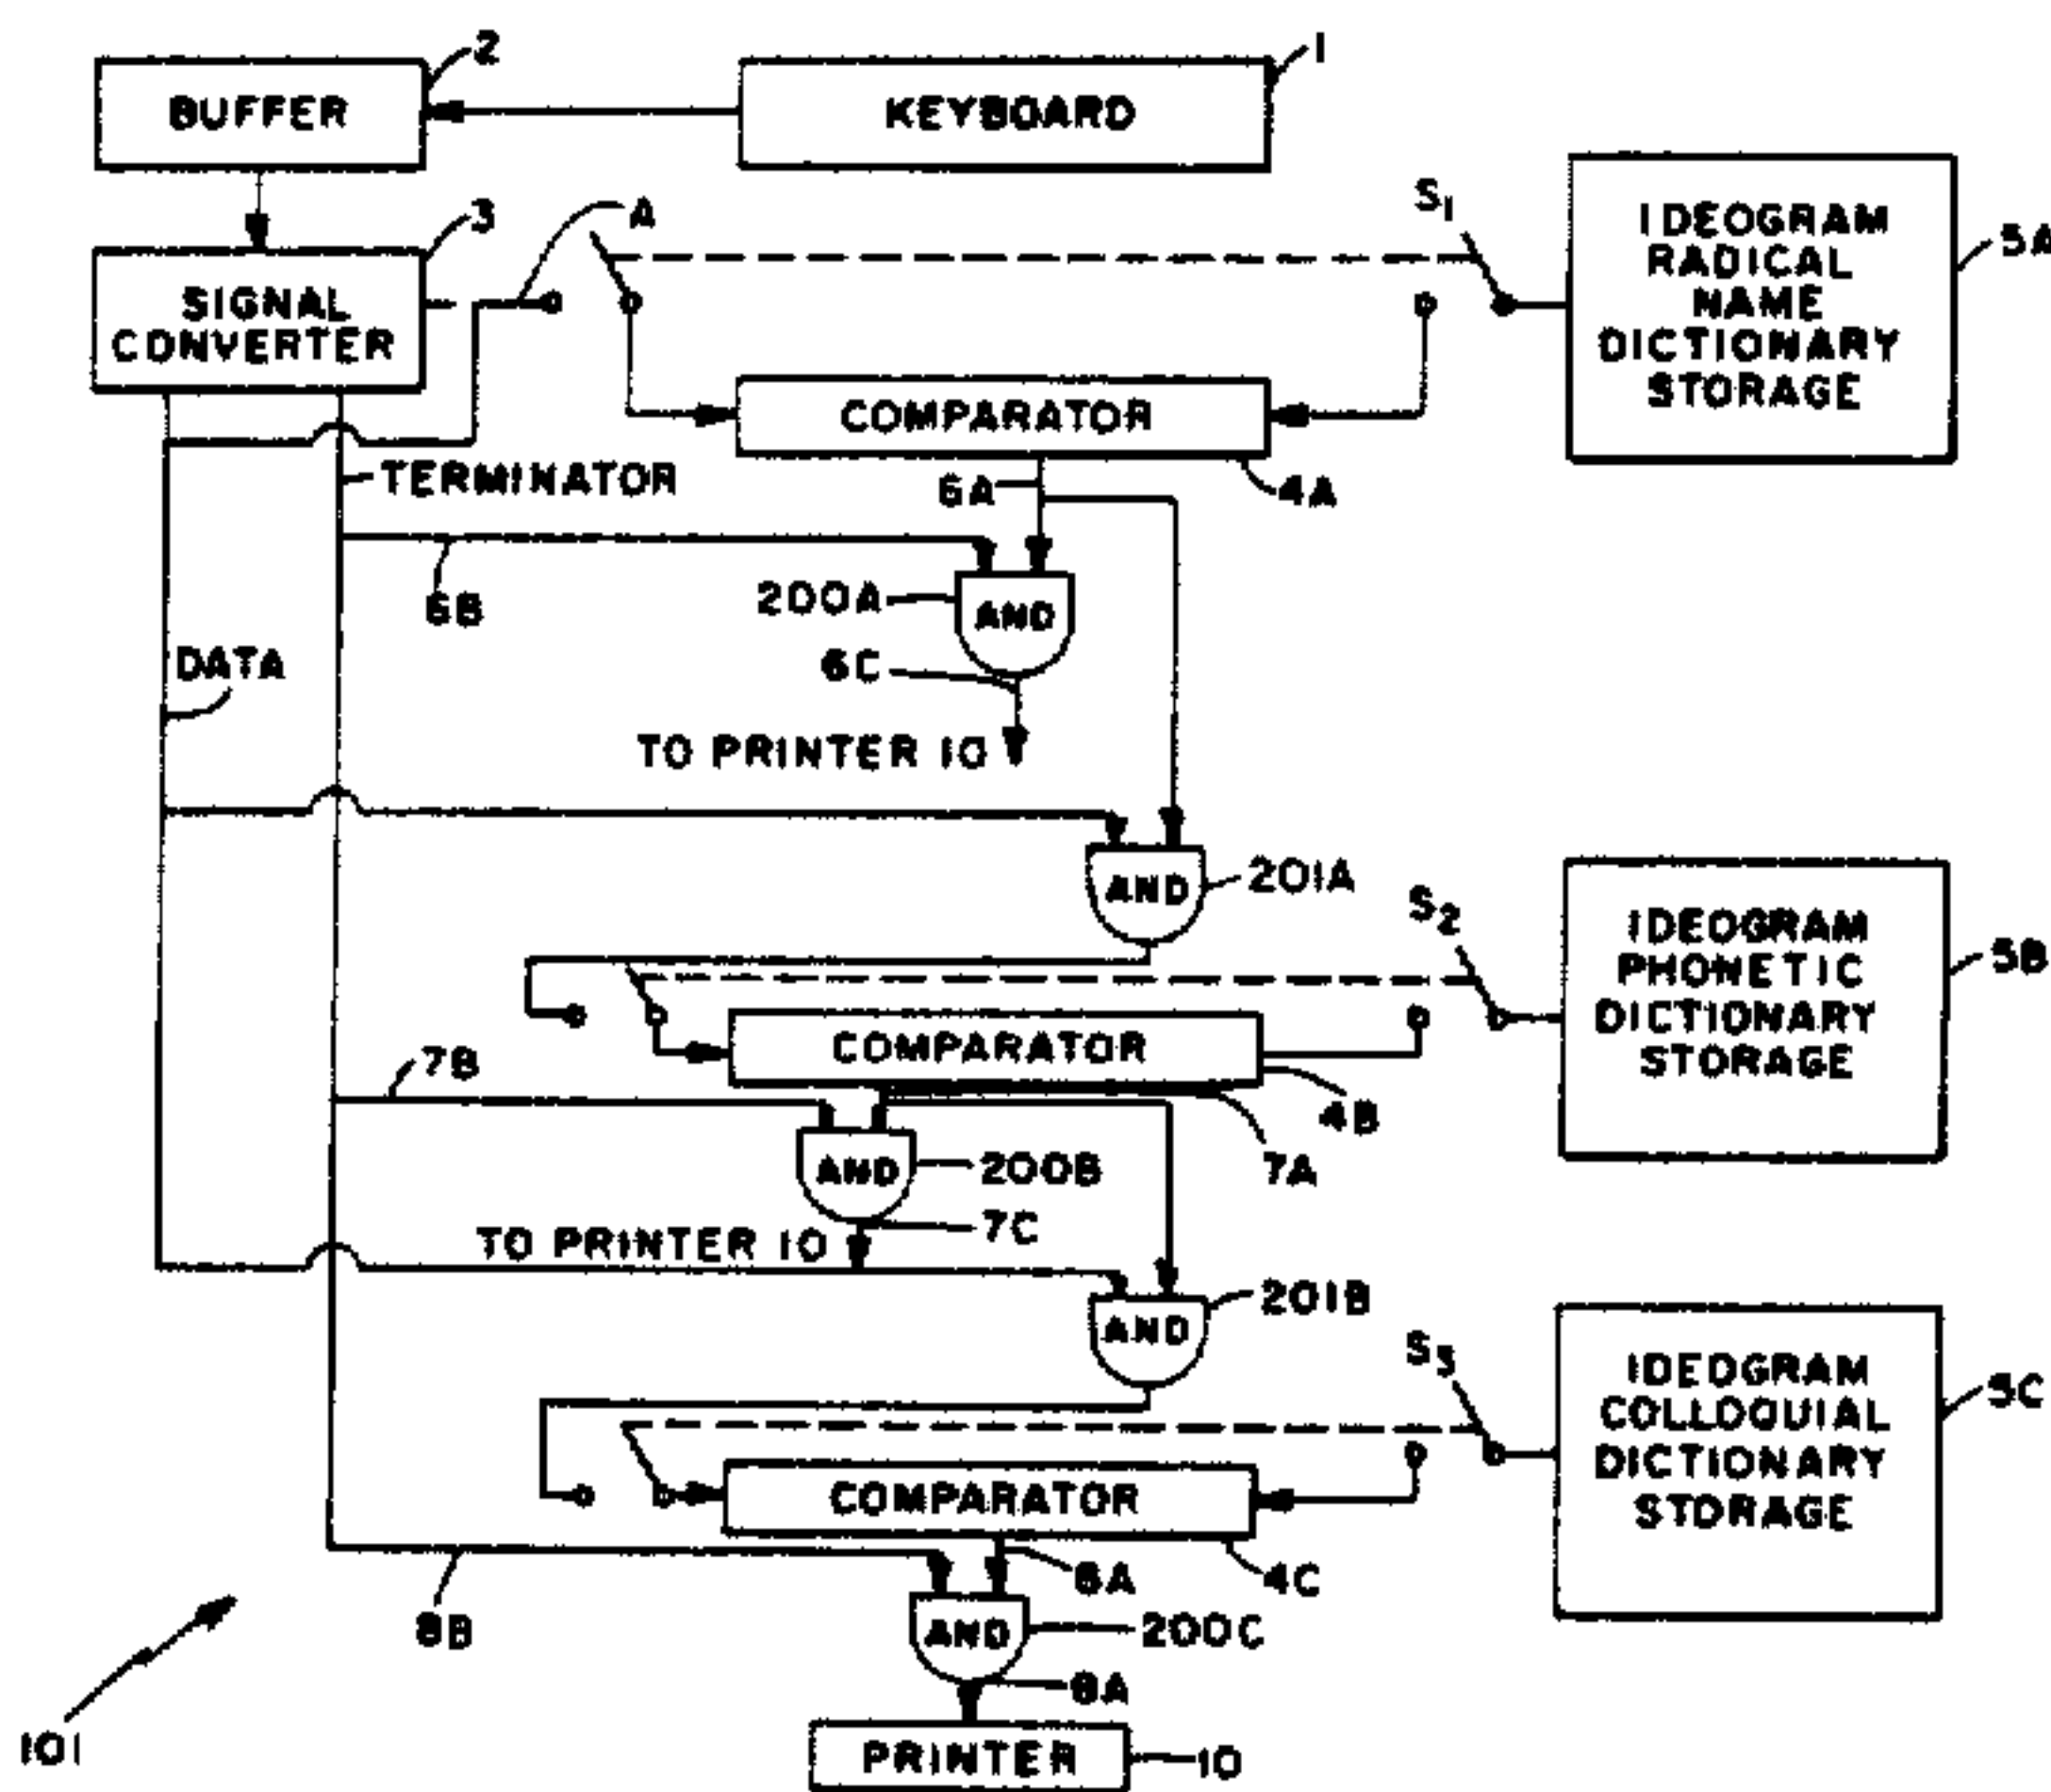 2
1
BUFFER
KEYBOARD
3
A
S1
IDEOGRAM
RADICAL
NAME
DICTIONARY
STORAGE
5A
SIGNAL
CONVERTER
COMPARATOR
TERMINATOR
6A
4A
6B
200A
AND
DATA
6C
TO PRINTER 10
AND
201A
S2
IDEOGRAM
PHONETIC
DICTIONARY
STORAGE
5B
COMPARATOR
7B
4B
AND
200B
7A
7C
TO PRINTER 10
201B
AND
S3
IDEOGRAM
COLLOQUIAL
DICTIONARY
STORAGE
5C
COMPARATOR
8A
4C
8B
AND
200C
8A
101
PRINTER
10